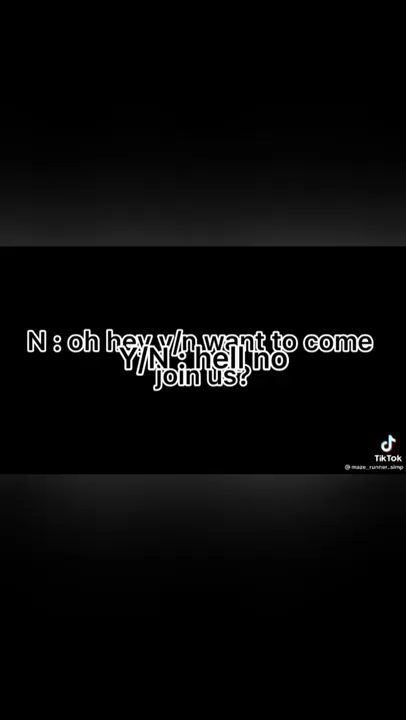 N : oh hey y/n want to come
join us?
Y/N : hell no
TikTok
@maze_runner_simp